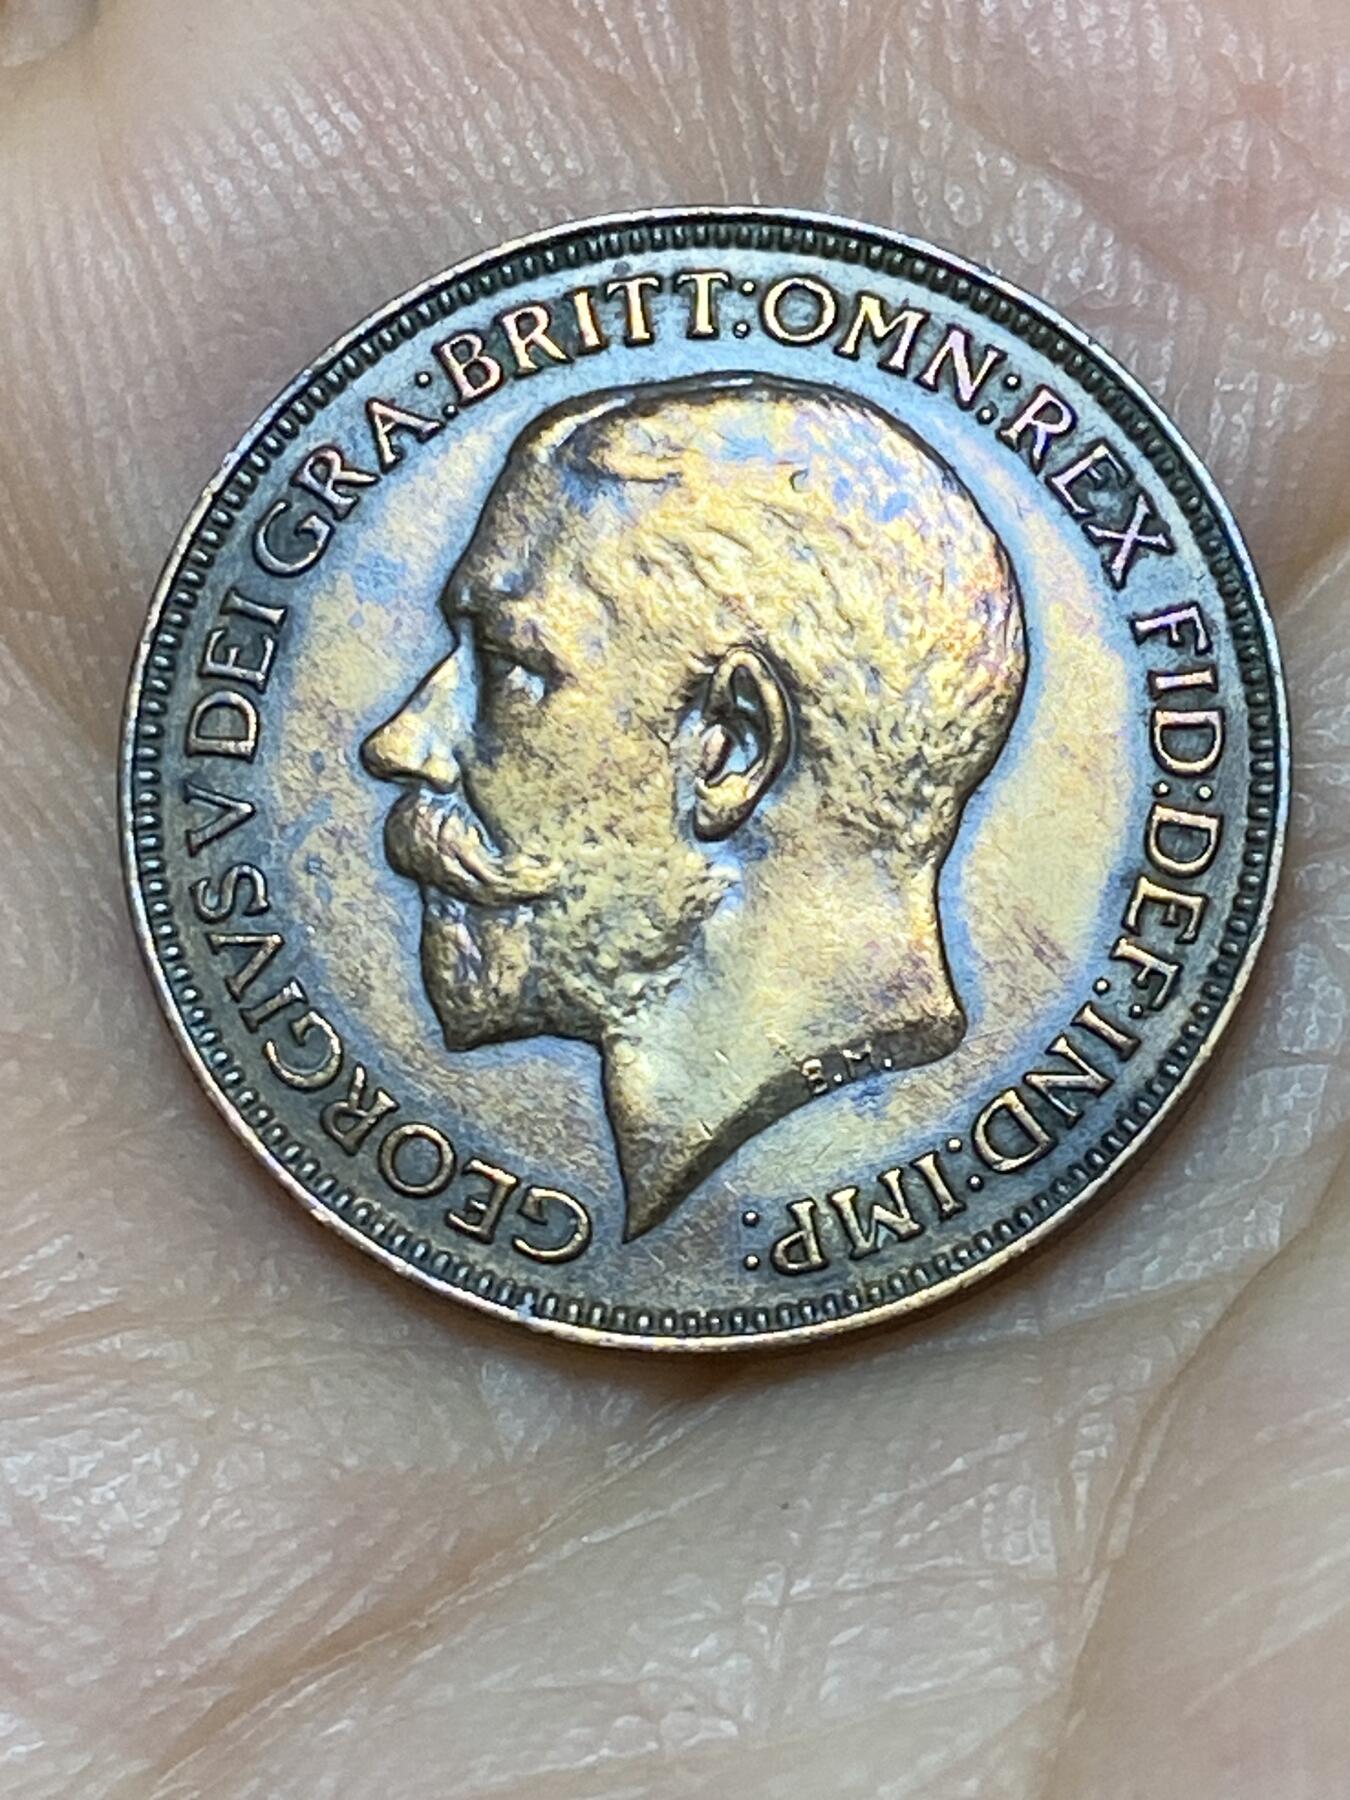 GEORGIVS V DEI GRA:BRITT:OMN:REX FID:DEF:IND:IMP:
B.M.